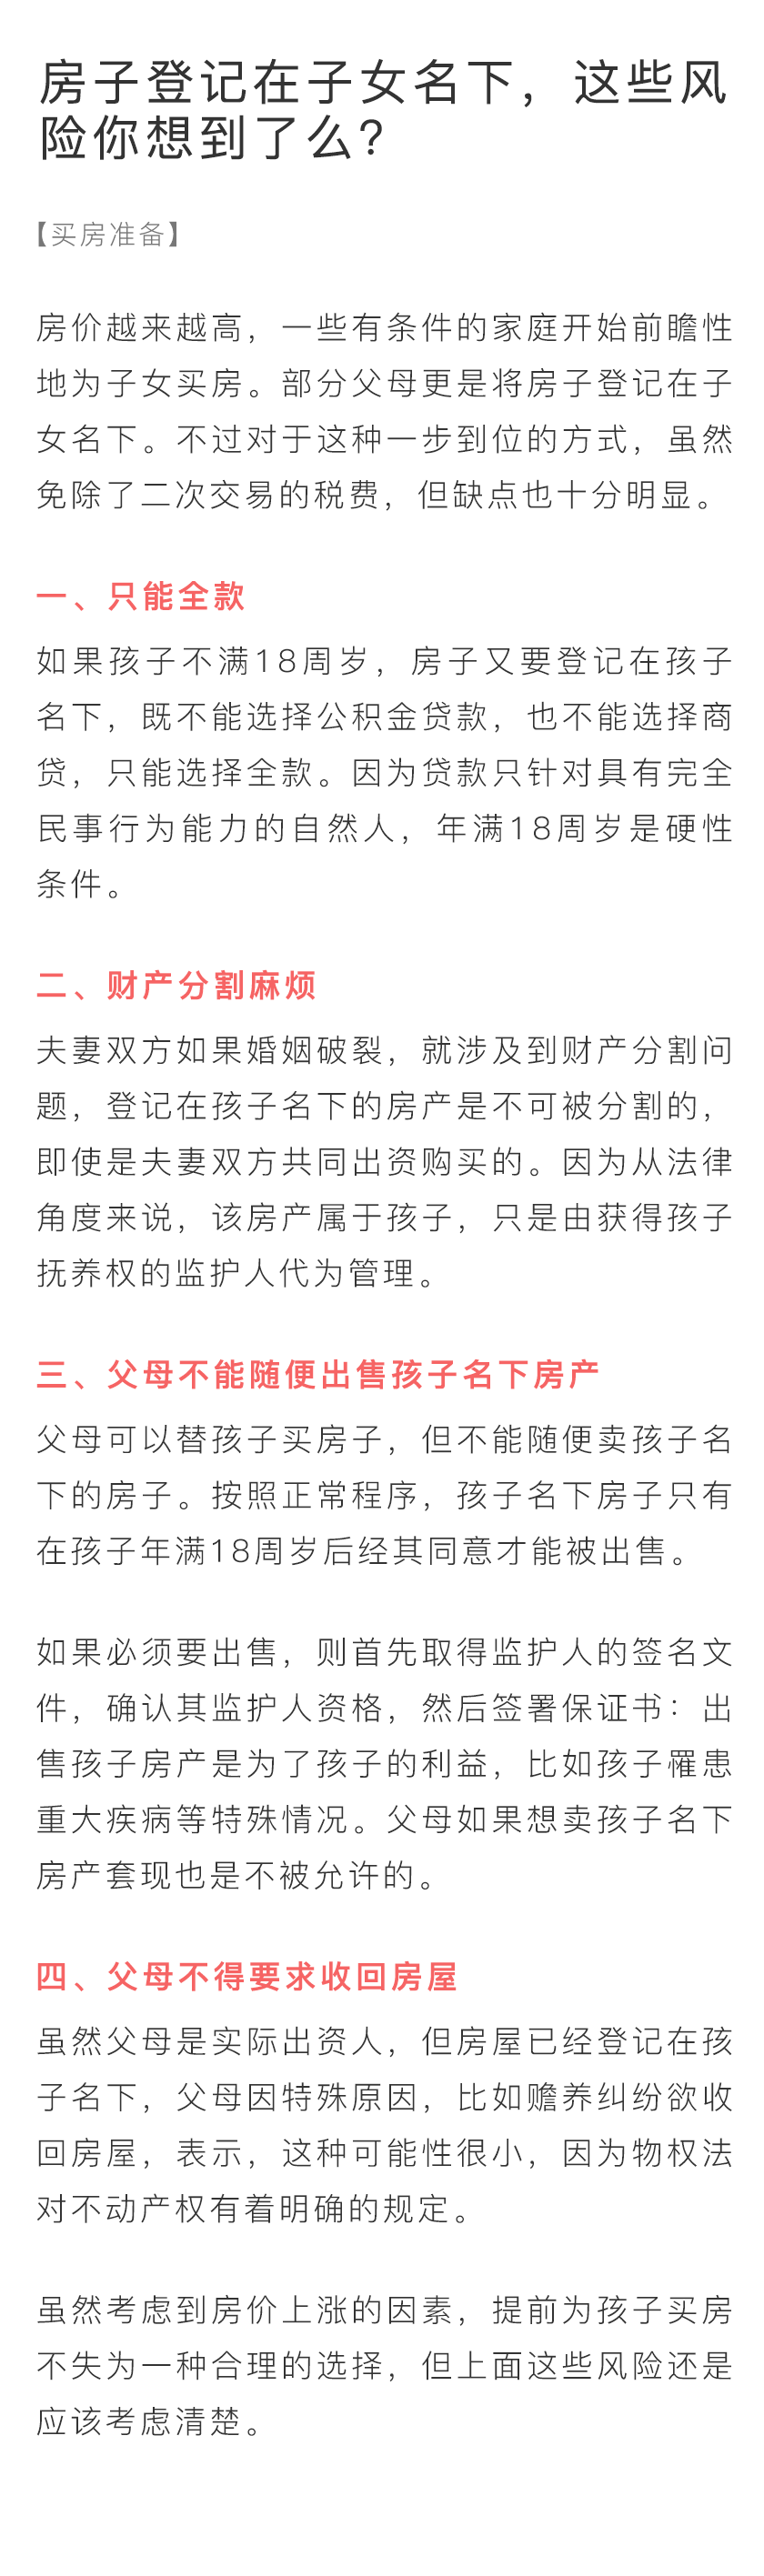 房子登记在子女名下，这些风
险你想到了么？
【买房准备】
房价越来越高，一些有条件的家庭开始前瞻性
地为子女买房。部分父母更是将房子登记在子
女名下。不过对于这种一步到位的方式，虽然
免除了二次交易的税费，但缺点也十分明显。
一、只能全款
如果孩子不满18周岁，房子又要登记在孩子
名下，既不能选择公积金贷款，也不能选择商
贷，只能选择全款。因为贷款只针对具有完全
民事行为能力的自然人，年满18周岁是硬性
条件。
二、财产分割麻烦
夫妻双方如果婚姻破裂，就涉及到财产分割问
题，登记在孩子名下的房产是不可被分割的，
即使是夫妻双方共同出资购买的。因为从法律
角度来说，该房产属于孩子，只是由获得孩子
抚养权的监护人代为管理。
三、父母不能随便出售孩子名下房产
父母可以替孩子买房子，但不能随便卖孩子名
下的房子。按照正常程序，孩子名下房子只有
在孩子年满18周岁后经其同意才能被出售。
如果必须要出售，则首先取得监护人的签名文
件，确认其监护人资格，然后签署保证书：出
售孩子房产是为了孩子的利益，比如孩子罹患
重大疾病等特殊情况。父母如果想卖孩子名下
房产套现也是不被允许的。
四、父母不得要求收回房屋
虽然父母是实际出资人，但房屋已经登记在孩
子名下，父母因特殊原因，比如赡养纠纷欲收
回房屋，表示，这种可能性很小，因为物权法
对不动产权有着明确的规定。
虽然考虑到房价上涨的因素，提前为孩子买房
不失为一种合理的选择，但上面这些风险还是
应该考虑清楚。